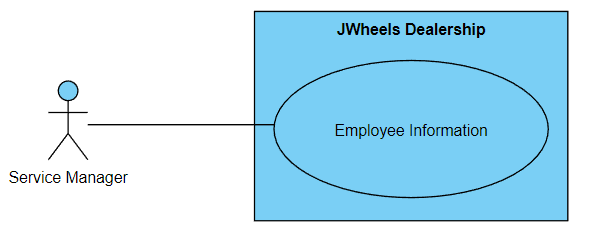 JWheels Dealership
Employee Information
Service Manager